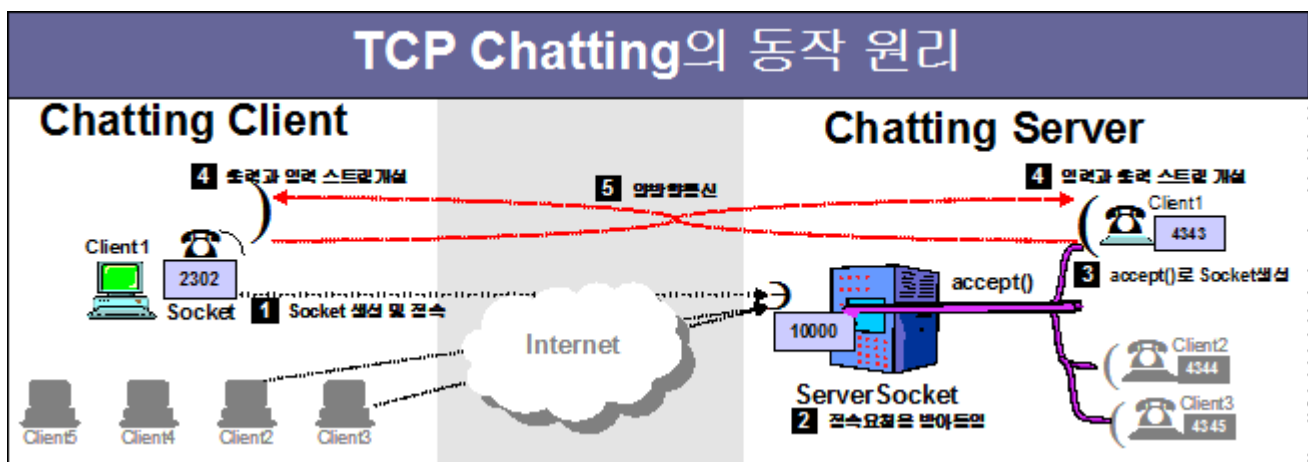 TCP Chatting의 동작 원리
Chatting Client
Chatting Server
4 출력과 입력 스트림 개설
5 양방향통신
4 입력과 출력 스트림 개설
Client1
4343
Client1
2302
Socket
1 Socket 생성 및 접속
accept()
3 accept()로 Socket생성
10000
Internet
ServerSocket
2 접속요청을 받아들임
Client2
4344
Client3
4345
Client5
Client4
Client2
Client3